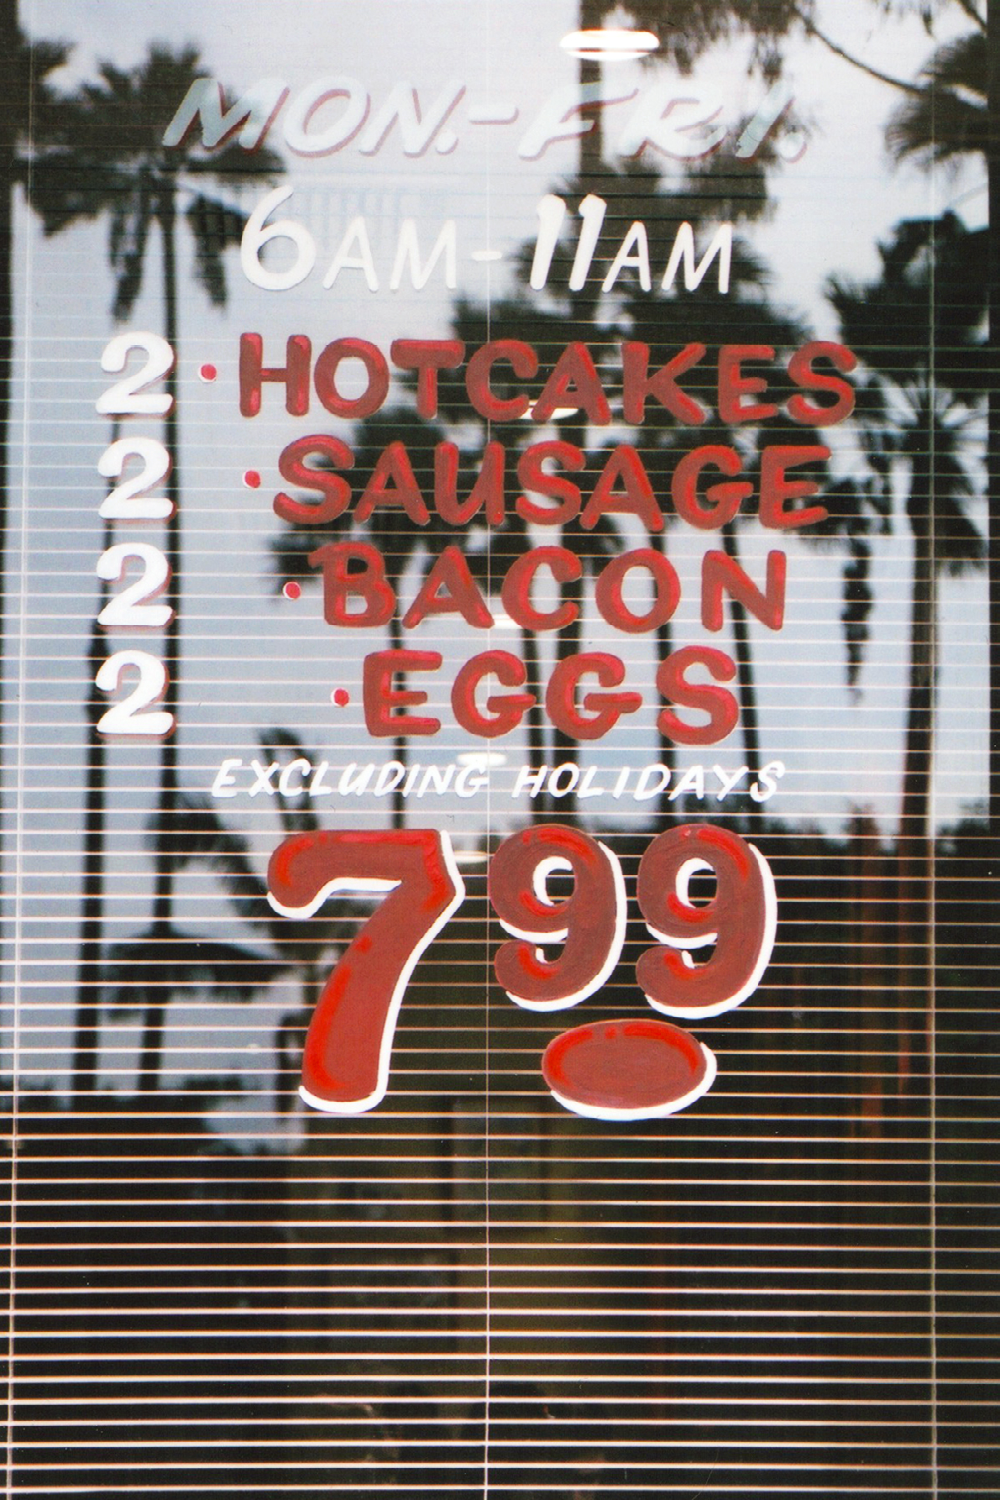 MON.-FRI.
6AM-11AM
2 • HOTCAKES
2 • SAUSAGE
2 • BACON
2 • EGGS
EXCLUDING HOLIDAYS
799